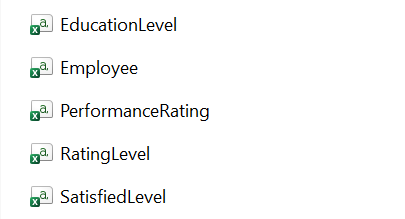 EducationLevel
Employee
PerformanceRating
RatingLevel
SatisfiedLevel